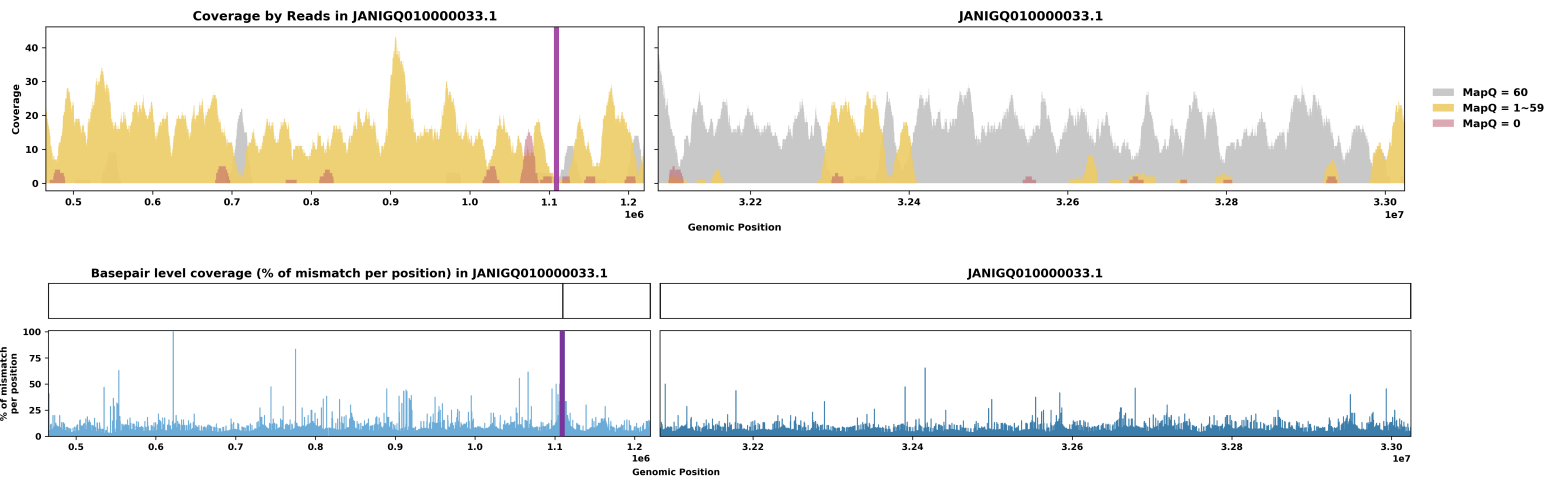 Coverage by Reads in JANIGQ010000033.1
JANIGQ010000033.1
Coverage
40
30
20
10
0
0.5 0.6 0.7 0.8 0.9 1.0 1.1 1.2
1e6
3.22 3.24 3.26 3.28 3.30
1e7
Genomic Position
MapQ = 60
MapQ = 1~59
MapQ = 0
Basepair level coverage (% of mismatch per position) in JANIGQ010000033.1
JANIGQ010000033.1
% of mismatch
per position
100
75
50
25
0
0.5 0.6 0.7 0.8 0.9 1.0 1.1 1.2
1e6
3.22 3.24 3.26 3.28 3.30
1e7
Genomic Position